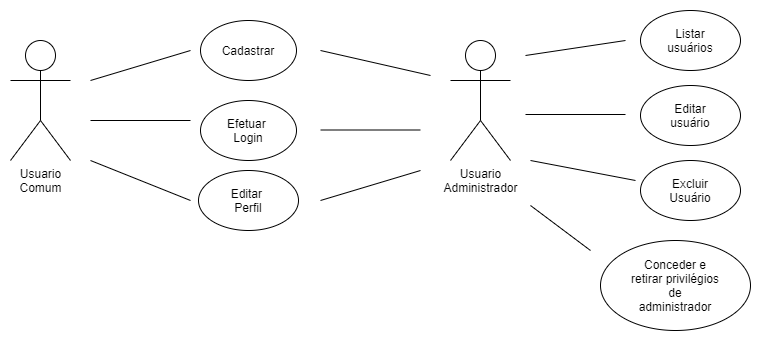 Cadastrar
Efetuar
Login
Editar
Perfil
Usuario
Comum
Usuario
Administrador
Listar
usuários
Editar
usuário
Excluir
Usuário
Conceder e
retirar privilégios
de
administrador